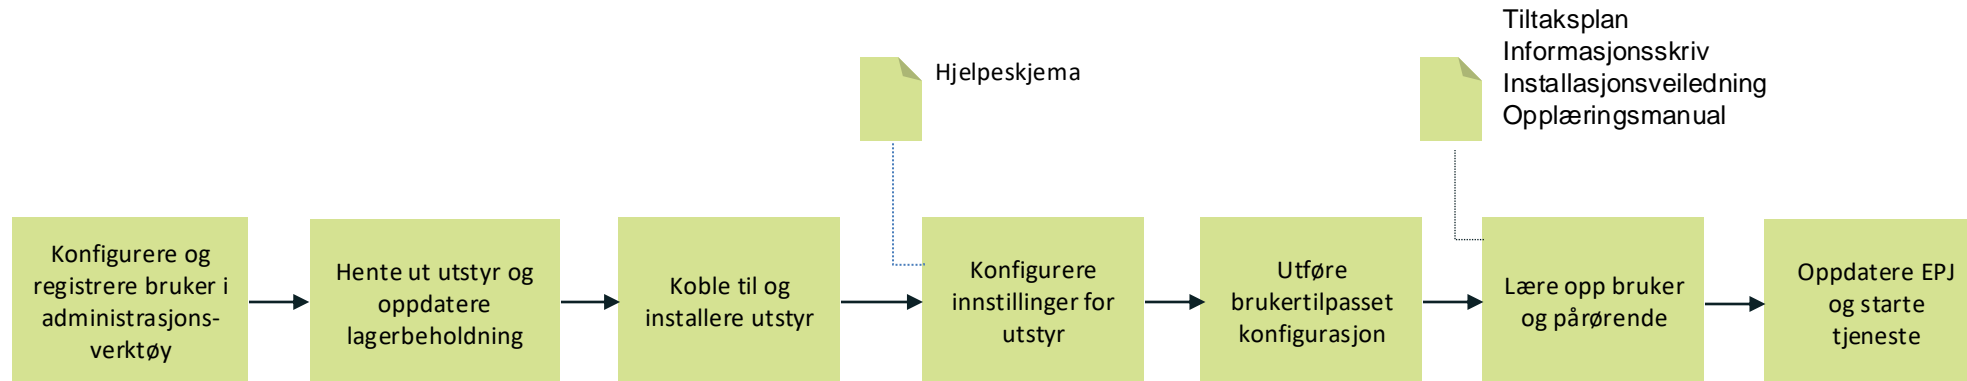 Tiltaksplan
Informasjonsskriv
Installasjonsveiledning
Opplæringsmanual
Hjelpeskjema
Konfigurere og
registrere bruker i
administrasjons-
verktøy
Hente ut utstyr og
oppdatere
lagerbeholdning
Koble til og
installere utstyr
Konfigurere
innstillinger for
utstyr
Utføre
brukertilpasset
konfigurasjon
Lære opp bruker
og pårørende
Oppdatere EPJ
og starte
tjeneste